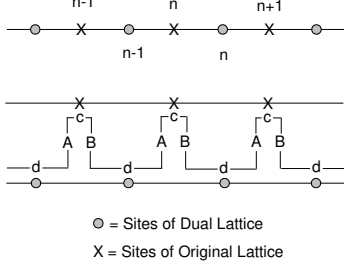 n-1 n n+1
X X X
n-1 n
X X X
c c c
A B A B A B
d d d d
= Sites of Dual Lattice
X = Sites of Original Lattice